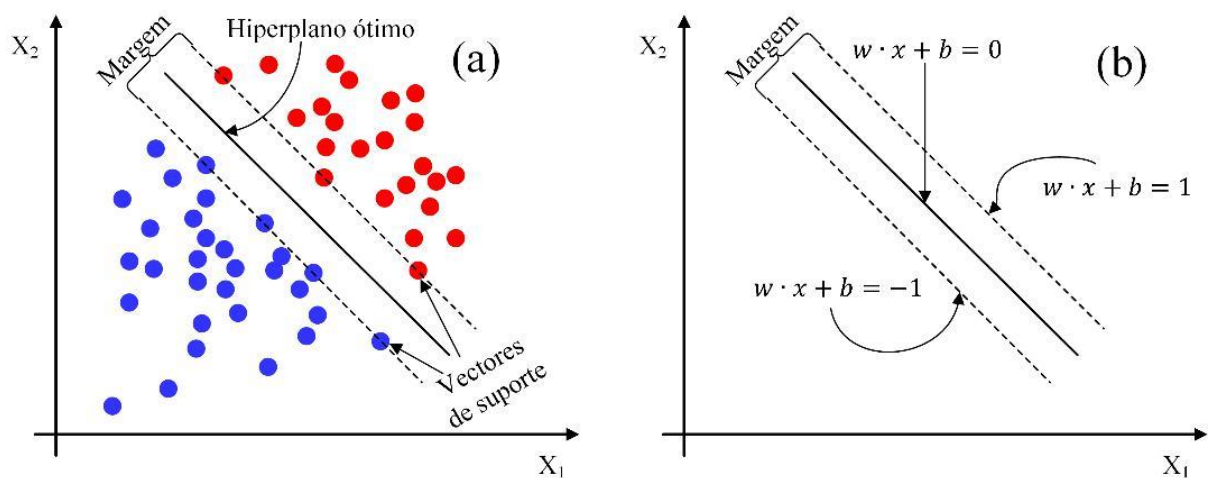 X₂
Margem
Hiperplano ótimo
(a)
Vectores
de suporte
X₁
X₂
Margem
w · x + b = 0
(b)
w · x + b = 1
w · x + b = −1
X₁